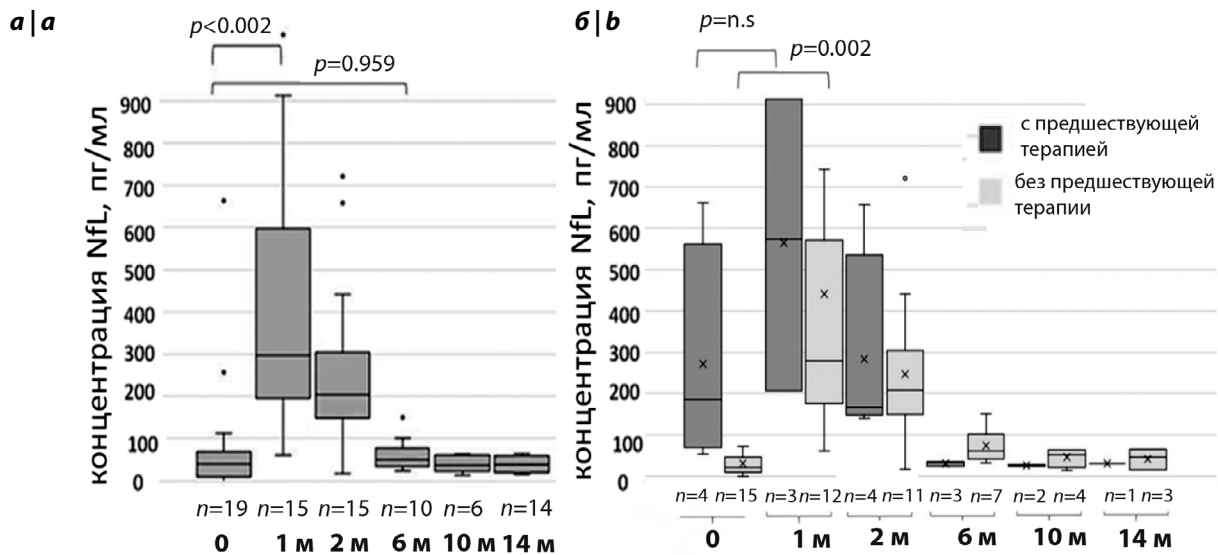 а|a
p<0.002
p=0.959
концентрация NfL, пг/мл
900
800
700
600
500
400
300
200
100
0
n=19 n=15 n=15 n=10 n=6 n=14
0 1 м 2 м 6 м 10 м 14 м
б|b
p=n.s
p=0.002
концентрация NfL, пг/мл
900
800
700
600
500
400
300
200
100
0
с предшествующей
терапией
без предшествующей
терапии
n=4 n=15 n=3 n=12 n=4 n=11 n=3 n=7 n=2 n=4 n=1 n=3
0 1 м 2 м 6 м 10 м 14 м